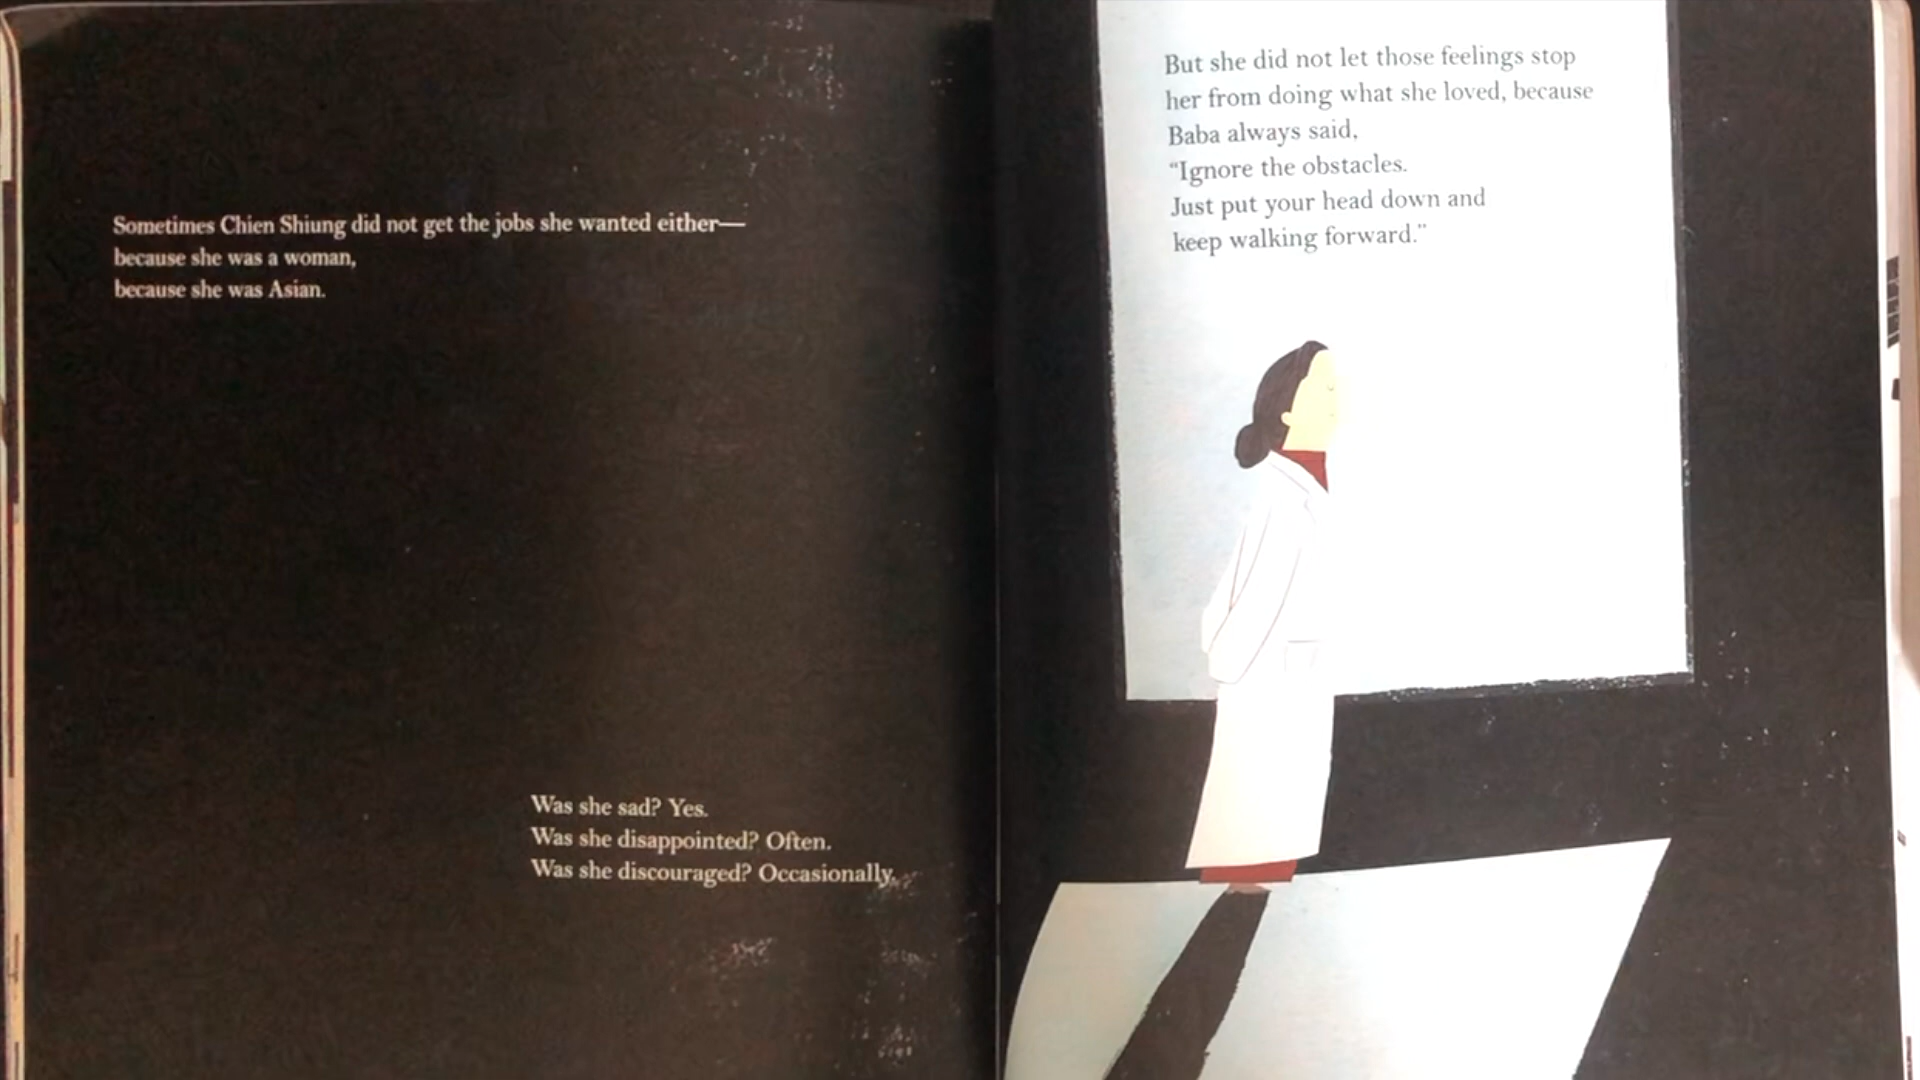 Sometimes Chien Shiung did not get the jobs she wanted either—
because she was a woman,
because she was Asian.
Was she sad? Yes.
Was she disappointed? Often.
Was she discouraged? Occasionally.
But she did not let those feelings stop
her from doing what she loved, because
Baba always said,
“Ignore the obstacles.
Just put your head down and
keep walking forward.”